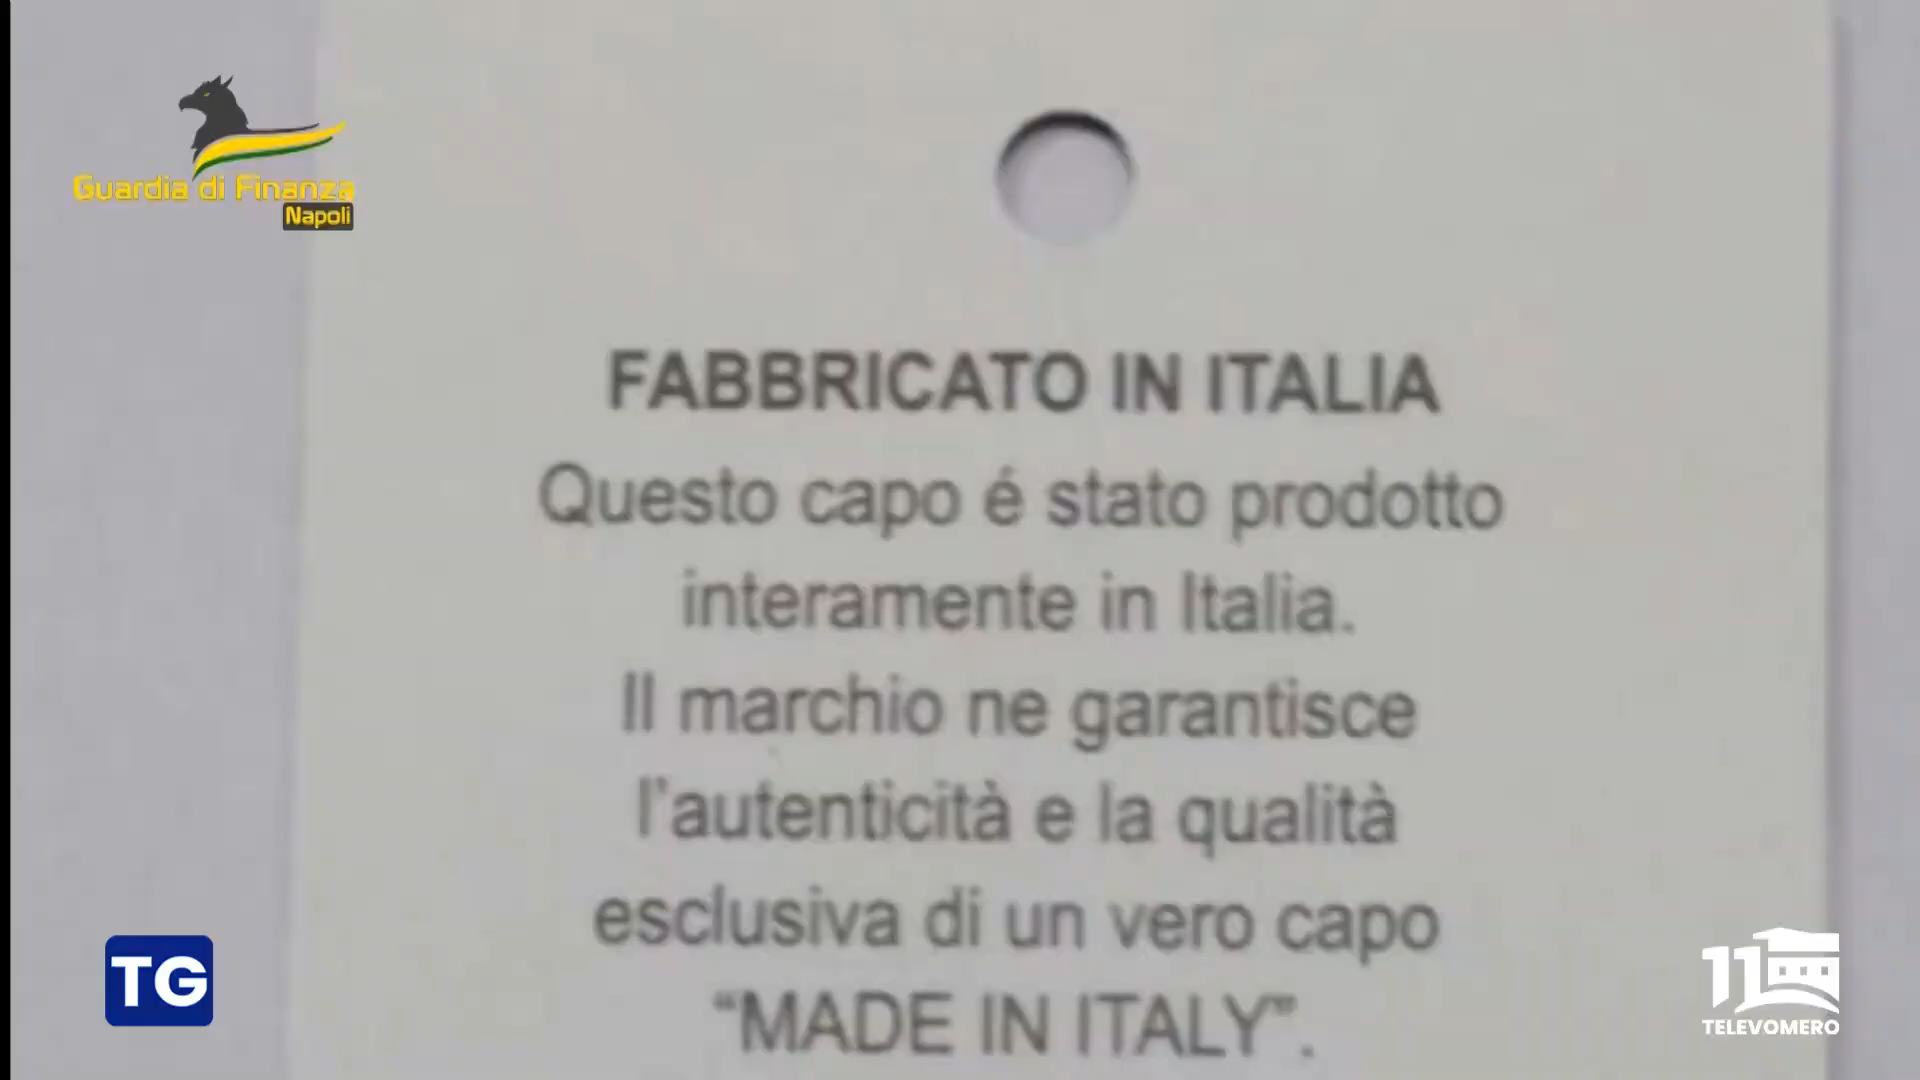 Guardia di Finanza
Napoli
FABBRICATO IN ITALIA
Questo capo é stato prodotto
interamente in Italia.
Il marchio ne garantisce
l'autenticità e la qualità
esclusiva di un vero capo
“MADE IN ITALY”.
TG
11
TELEVOMERO